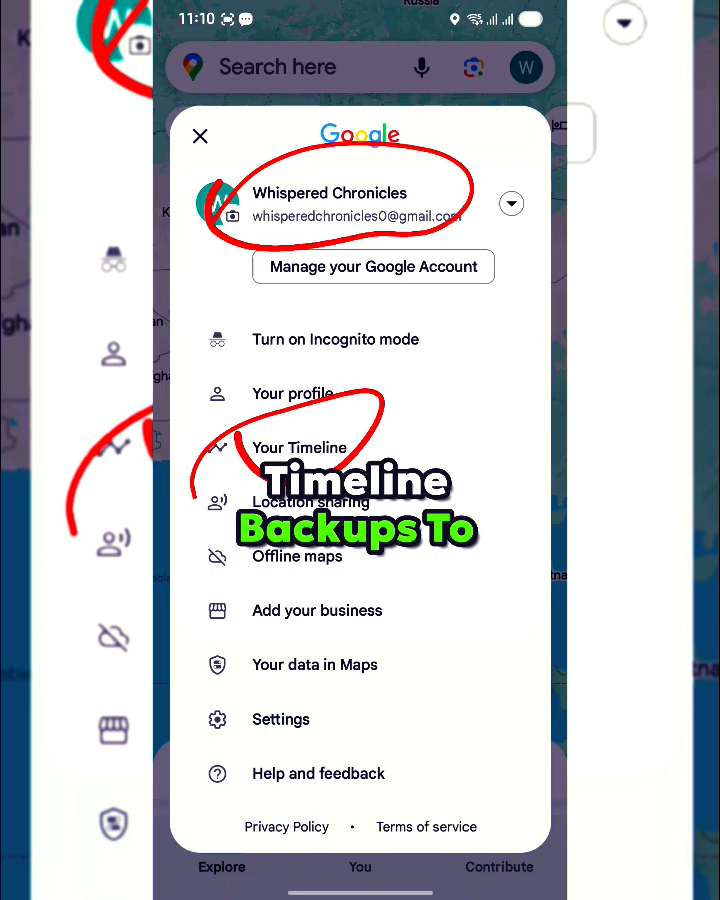 11:10
Search here
W
Google
Whispered Chronicles
whisperedchronicles0@gmail.com
Manage your Google Account
Turn on Incognito mode
Your profile
Your Timeline
Timeline
Location sharing
Backups To
Offline maps
Add your business
Your data in Maps
Settings
Help and feedback
Privacy Policy • Terms of service
Explore You Contribute